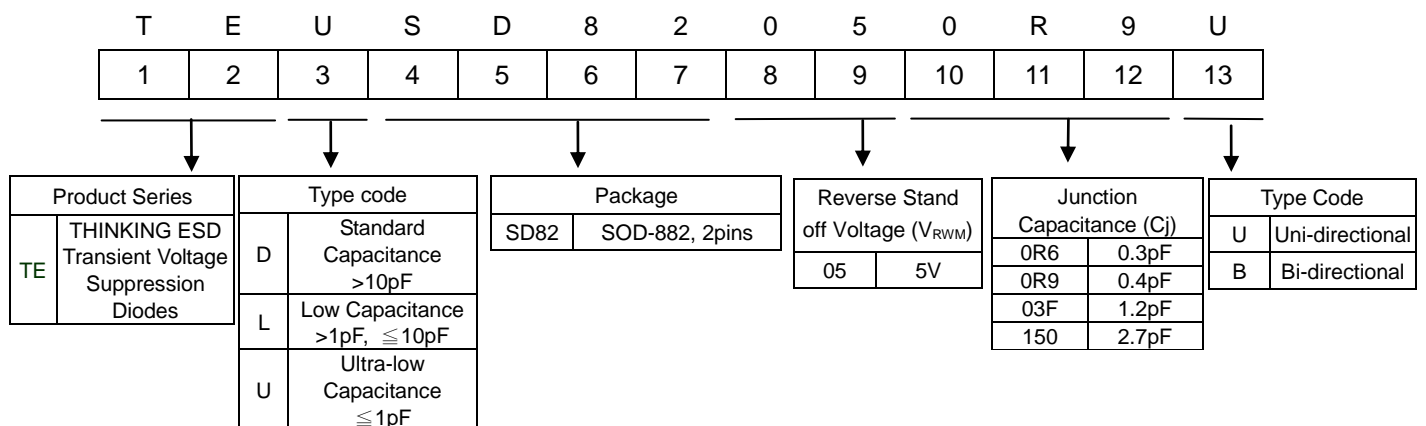 T E U S D 8 2 0 5 0 R 9 U
1 2 3 4 5 6 7 8 9 10 11 12 13
Product Series
TE
THINKING ESD
Transient Voltage
Suppression
Diodes
Type code
D
Standard
Capacitance
>10pF
L
Low Capacitance
>1pF, ≦10pF
U
Ultra-low
Capacitance
≦1pF
Package
SD82 SOD-882, 2pins
Reverse Stand
off Voltage (VRWM)
05 5V
Junction
Capacitance (Cj)
0R6 0.3pF
0R9 0.4pF
03F 1.2pF
150 2.7pF
Type Code
U Uni-directional
B Bi-directional